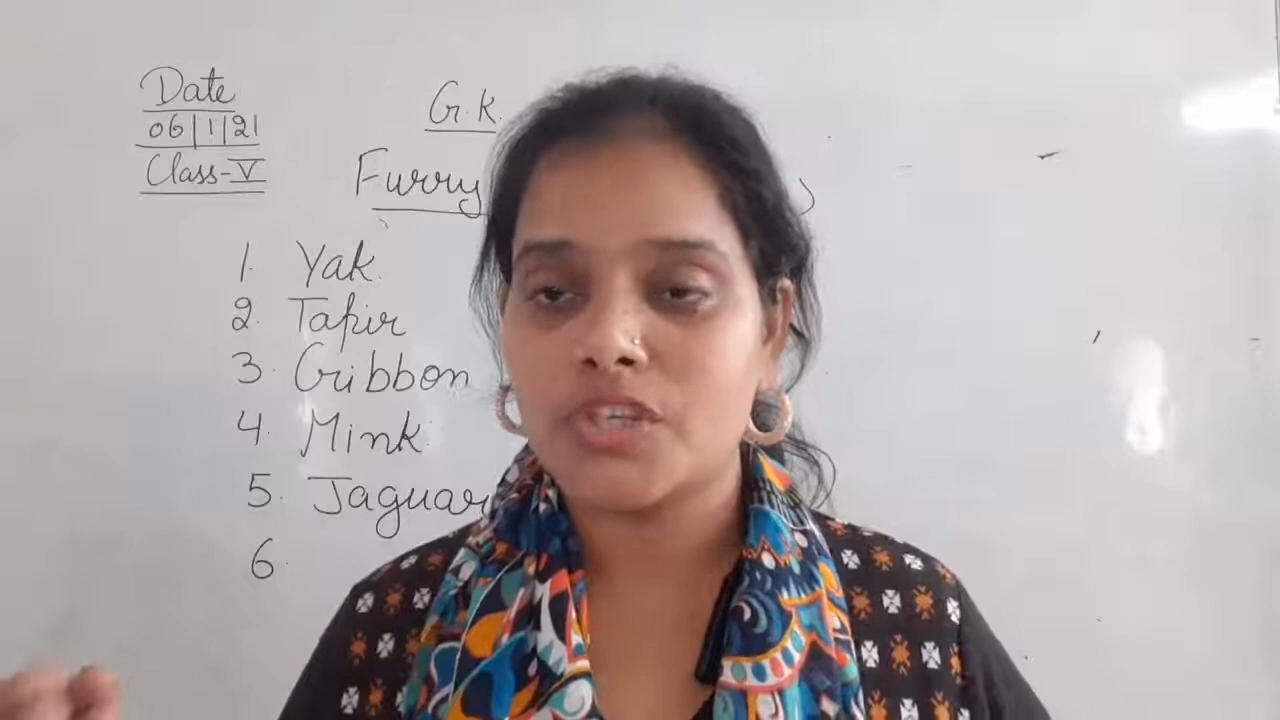 Date
06/1/21
Class-V
G.K.
Furry
1. Yak
2. Tapir
3. Gibbon
4. Mink
5. Jaguar
6.